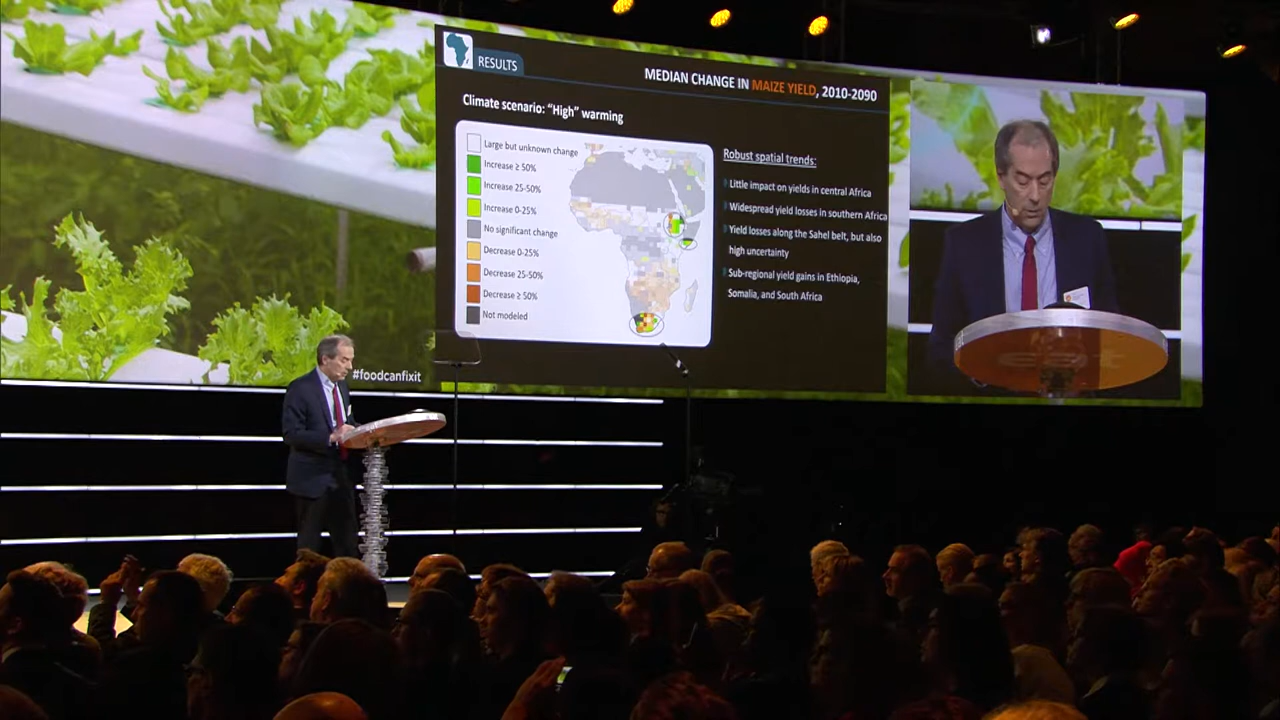 RESULTS
MEDIAN CHANGE IN MAIZE YIELD, 2010-2090
Climate scenario: “High” warming
Large but unknown change
Increase ≥ 50%
Increase 25-50%
Increase 0-25%
No significant change
Decrease 0-25%
Decrease 25-50%
Decrease ≥ 50%
Not modeled
Robust spatial trends:
Little impact on yields in central Africa
Widespread yield losses in southern Africa
Yield losses along the Sahel belt, but also
high uncertainty
Sub-regional yield gains in Ethiopia,
Somalia, and South Africa
#foodcanfixit